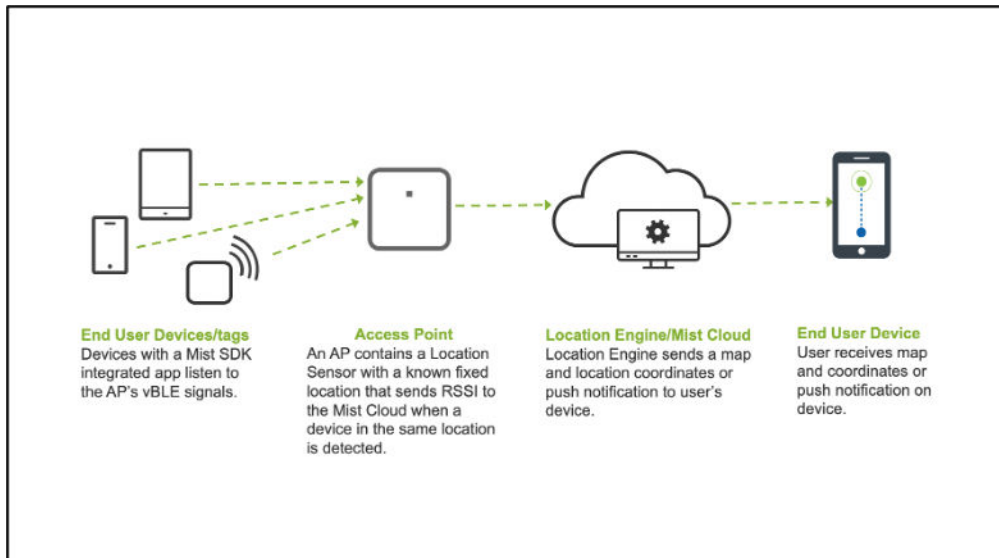 End User Devices/tags
Devices with a Mist SDK
integrated app listen to
the AP's vBLE signals.
Access Point
An AP contains a Location
Sensor with a known fixed
location that sends RSSI to
the Mist Cloud when a
device in the same location
is detected.
Location Engine/Mist Cloud
Location Engine sends a map
and location coordinates or
push notification to user's
device.
End User Device
User receives map
and coordinates or
push notification on
device.